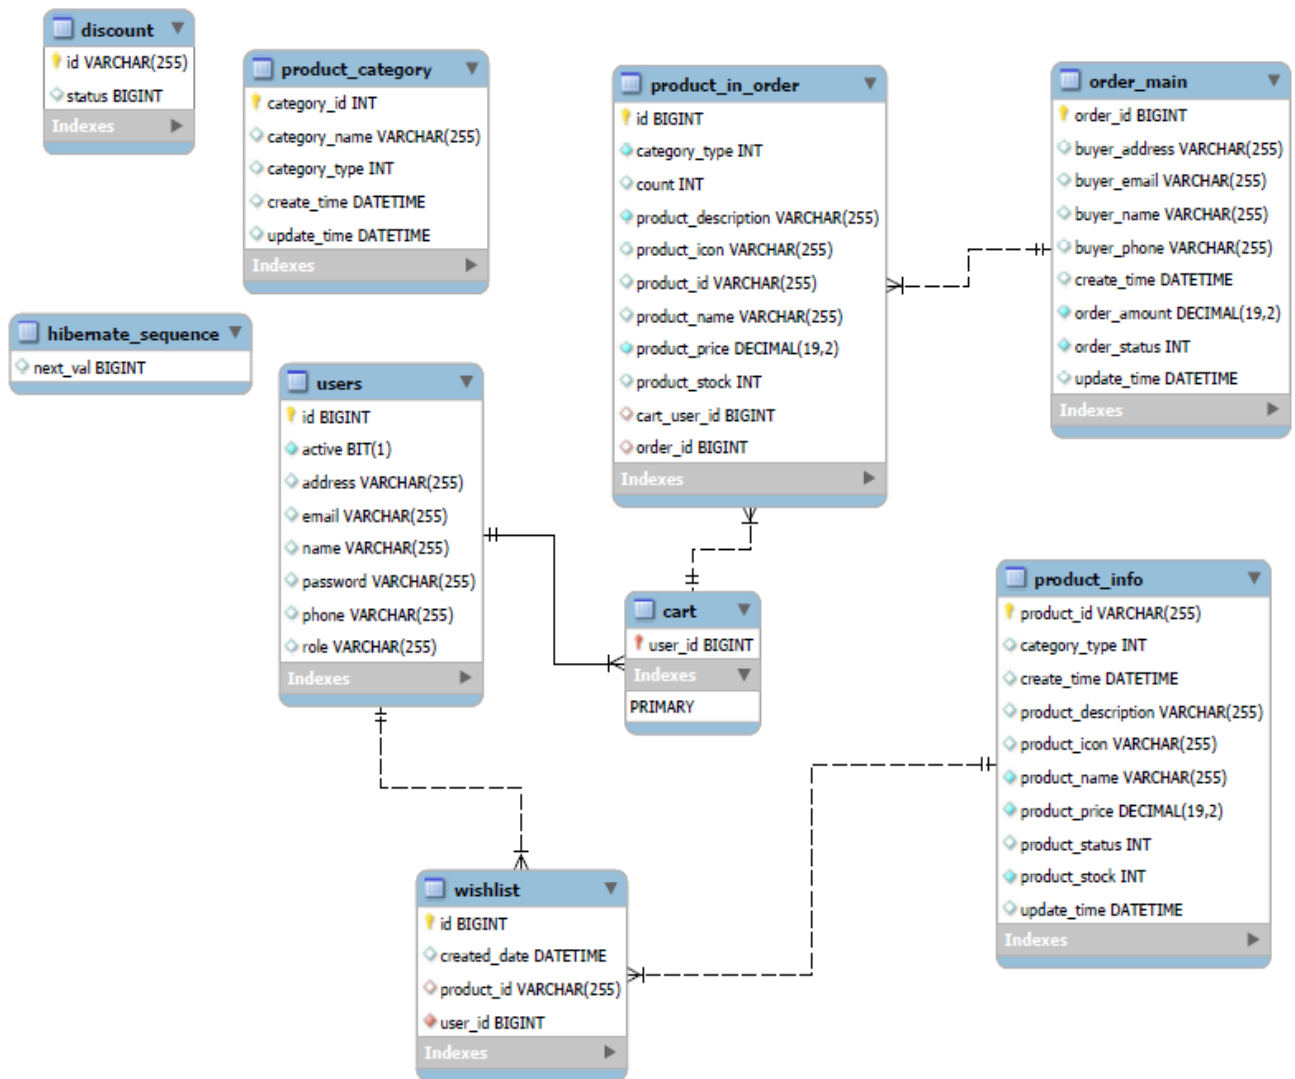 discount
id VARCHAR(255)
status BIGINT
Indexes
product_category
category_id INT
category_name VARCHAR(255)
category_type INT
create_time DATETIME
update_time DATETIME
Indexes
product_in_order
id BIGINT
category_type INT
count INT
product_description VARCHAR(255)
product_icon VARCHAR(255)
product_id VARCHAR(255)
product_name VARCHAR(255)
product_price DECIMAL(19,2)
product_stock INT
cart_user_id BIGINT
order_id BIGINT
Indexes
order_main
order_id BIGINT
buyer_address VARCHAR(255)
buyer_email VARCHAR(255)
buyer_name VARCHAR(255)
buyer_phone VARCHAR(255)
create_time DATETIME
order_amount DECIMAL(19,2)
order_status INT
update_time DATETIME
Indexes
hibernate_sequence
next_val BIGINT
users
id BIGINT
active BIT(1)
address VARCHAR(255)
email VARCHAR(255)
name VARCHAR(255)
password VARCHAR(255)
phone VARCHAR(255)
role VARCHAR(255)
Indexes
cart
user_id BIGINT
Indexes
PRIMARY
product_info
product_id VARCHAR(255)
category_type INT
create_time DATETIME
product_description VARCHAR(255)
product_icon VARCHAR(255)
product_name VARCHAR(255)
product_price DECIMAL(19,2)
product_status INT
product_stock INT
update_time DATETIME
Indexes
wishlist
id BIGINT
created_date DATETIME
product_id VARCHAR(255)
user_id BIGINT
Indexes